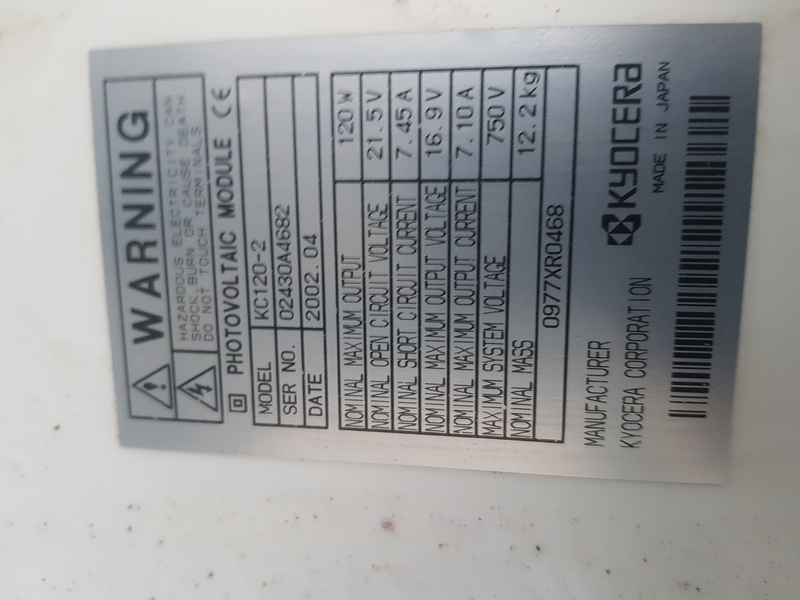 WARNING
HAZARDOUS ELECTRICITY CAN
SHOCK, BURN OR CAUSE DEATH.
DO NOT TOUCH TERMINALS.
PHOTOVOLTAIC MODULE CE
MODEL KC120-2
SER NO. 02430A4682
DATE 2002.04
NOMINAL MAXIMUM OUTPUT 120W
NOMINAL OPEN CIRCUIT VOLTAGE 21.5V
NOMINAL SHORT CIRCUIT CURRENT 7.45A
NOMINAL MAXIMUM OUTPUT VOLTAGE 16.9V
NOMINAL MAXIMUM OUTPUT CURRENT 7.10A
MAXIMUM SYSTEM VOLTAGE 750V
NOMINAL MASS 12.2kg
0977XR0468
MANUFACTURER
KYOCERA CORPORATION
KYOCERA
MADE IN JAPAN